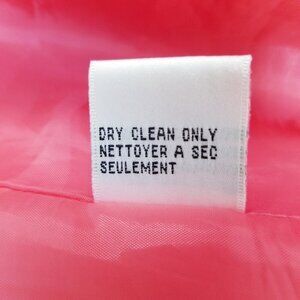 DRY CLEAN ONLY
NETTOYER A SEC
SEULEMENT